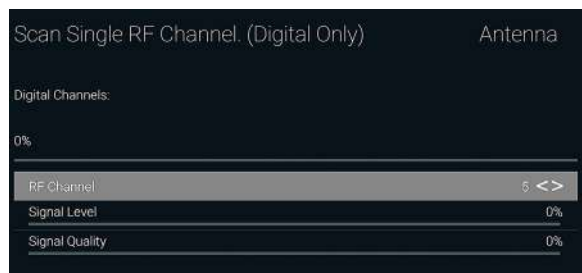 Scan Single RF Channel. (Digital Only) Antenna
Digital Channels:
0%
RF Channel 5 <>
Signal Level 0%
Signal Quality 0%